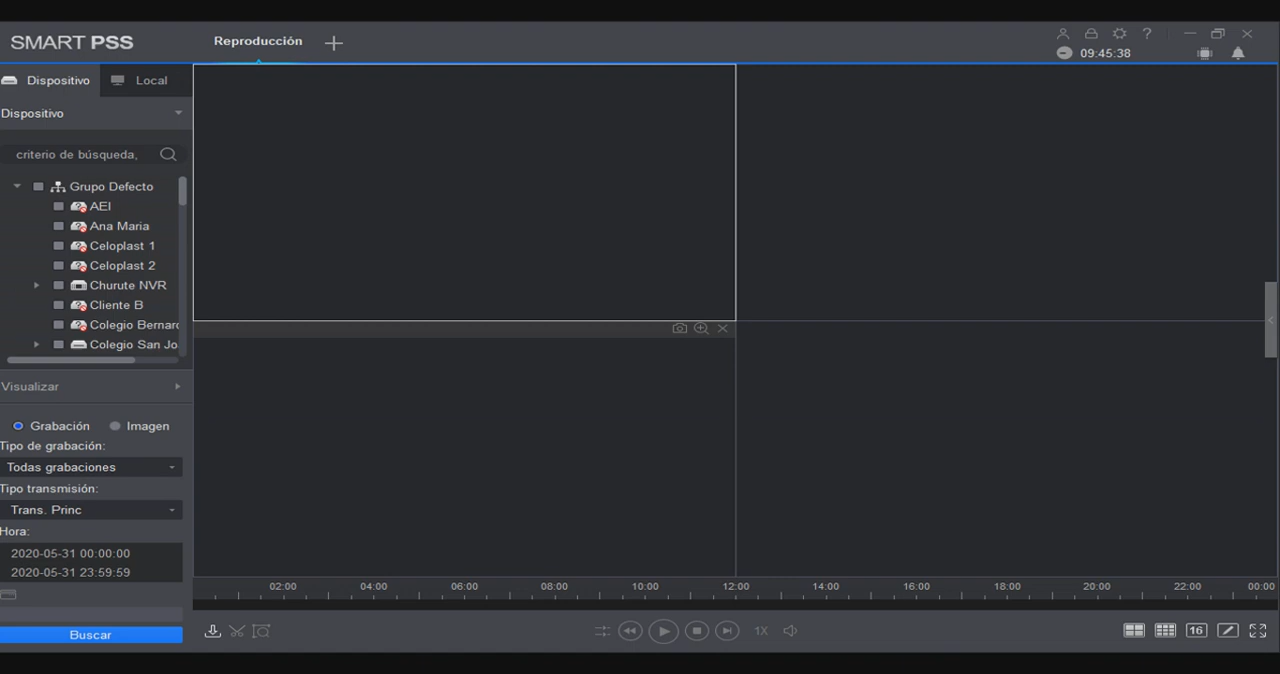 SMART PSS
Reproducción
?
09:45:38
Dispositivo
Local
Dispositivo
criterio de búsqueda,
Grupo Defecto
AEI
Ana Maria
Celoplast 1
Celoplast 2
Churute NVR
Cliente B
Colegio Bernarc
Colegio San Jo
Visualizar
Grabación
Imagen
Tipo de grabación:
Todas grabaciones
Tipo transmisión:
Trans. Princ
Hora:
2020-05-31 00:00:00
2020-05-31 23:59:59
Buscar
02:00 04:00 06:00 08:00 10:00 12:00 14:00 16:00 18:00 20:00 22:00 00:00
1X
16